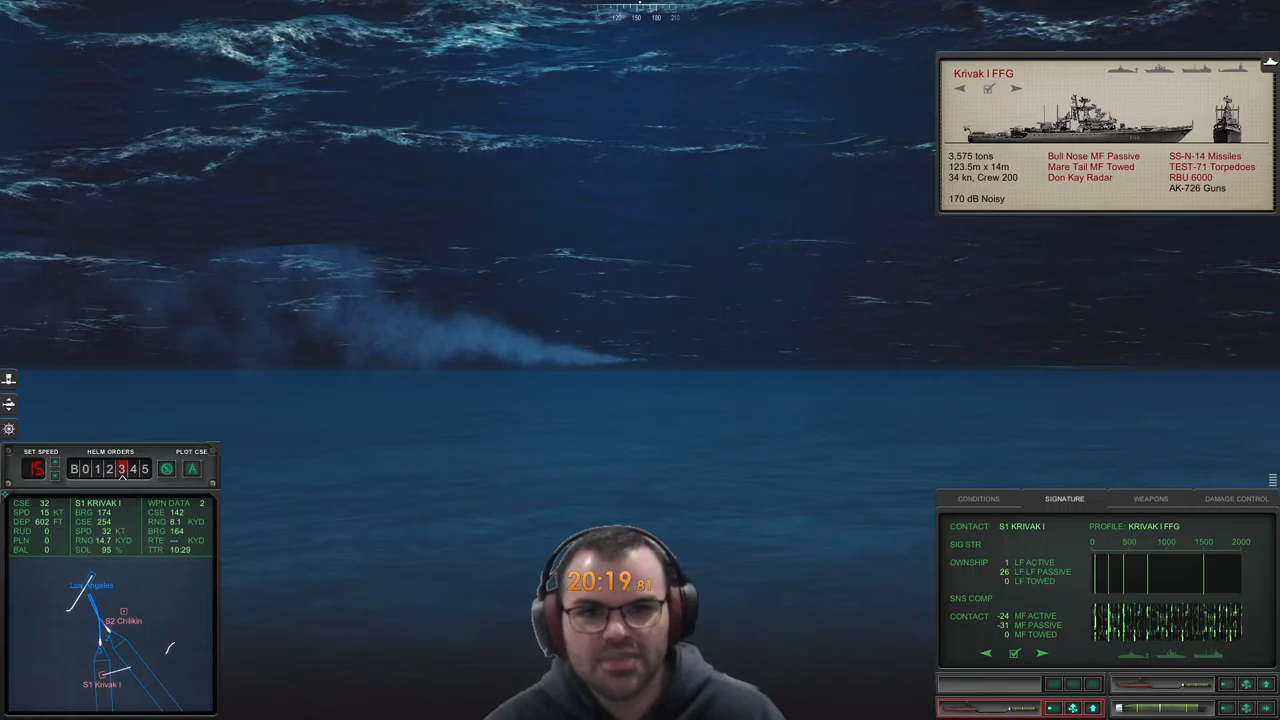 120 150 180 210
Krivak I FFG
3,575 tons Bull Nose MF Passive SS-N-14 Missiles
123.5m x 14m Mare Tail MF Towed TEST-71 Torpedoes
34 kn, Crew 200 Don Kay Radar RBU 6000
AK-726 Guns
170 dB Noisy
SET SPEED HELM ORDERS PLOT CSE
15 B 0 1 2 3 4 5 A
CSE 32 S1 KRIVAK I WPN DATA 2
SPD 15 KT BRG 174 CSE 142
DEP 602 FT CSE 254 RNG 8.1 KYD
RUD 0 SPD 32 KT BRG 164
PLN 0 RNG 14.7 KYD RTE --- KYD
BAL 0 SOL 95 % TTR 10:29
Los Angeles
S2 Chilikin
S1 Krivak I
20:19.81
CONDITIONS SIGNATURE WEAPONS DAMAGE CONTROL
CONTACT S1 KRIVAK I PROFILE: KRIVAK I FFG
SIG STR 0 500 1000 1500 2000
OWNSHIP 1 LF ACTIVE
26 LF LF PASSIVE
0 LF TOWED
SNS COMP
CONTACT -24 MF ACTIVE
-31 MF PASSIVE
0 MF TOWED